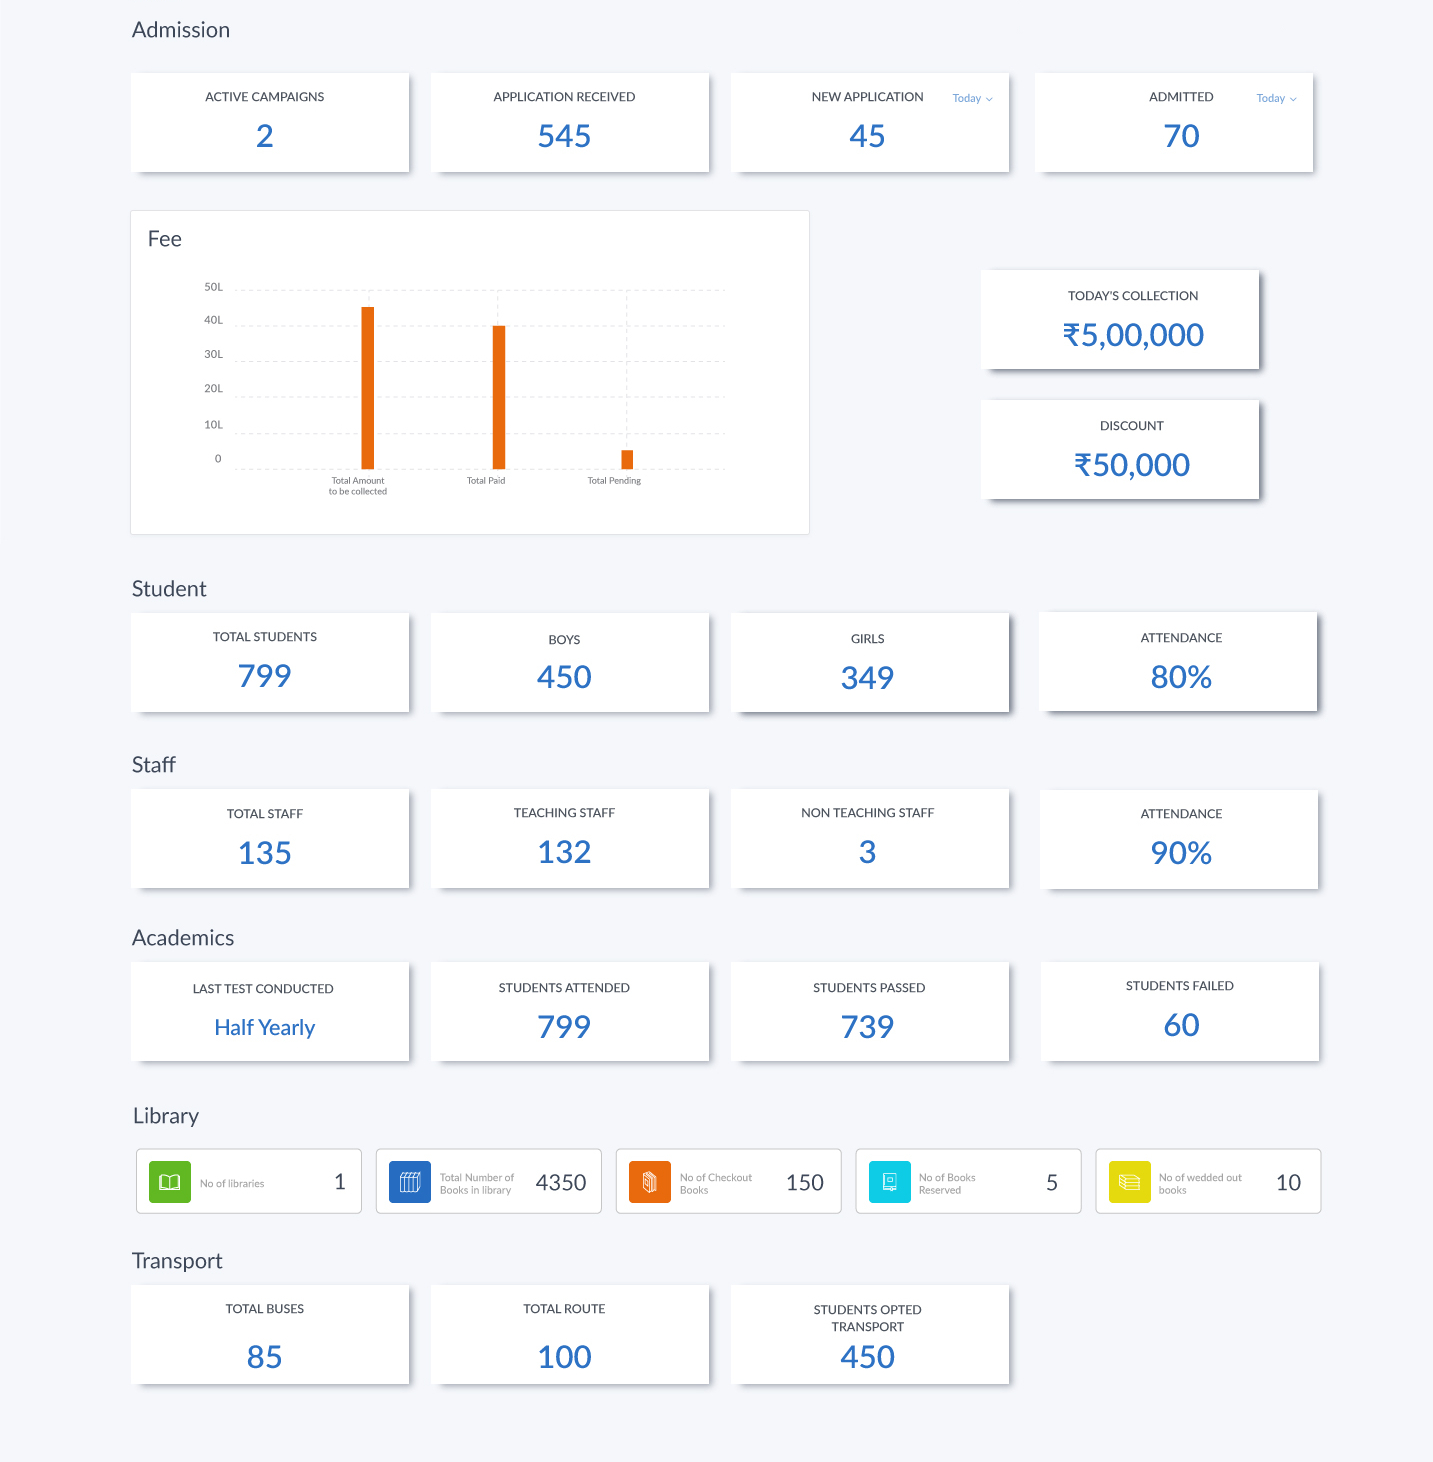 Admission
ACTIVE CAMPAIGNS
2
APPLICATION RECEIVED
545
NEW APPLICATION
Today
45
ADMITTED
Today
70
Fee
50L
40L
30L
20L
10L
0
Total Amount
to be collected
Total Paid
Total Pending
TODAY'S COLLECTION
₹5,00,000
DISCOUNT
₹50,000
Student
TOTAL STUDENTS
799
BOYS
450
GIRLS
349
ATTENDANCE
80%
Staff
TOTAL STAFF
135
TEACHING STAFF
132
NON TEACHING STAFF
3
ATTENDANCE
90%
Academics
LAST TEST CONDUCTED
Half Yearly
STUDENTS ATTENDED
799
STUDENTS PASSED
739
STUDENTS FAILED
60
Library
No of libraries
1
Total Number of
Books in library
4350
No of Checkout
Books
150
No of Books
Reserved
5
No of wedded out
books
10
Transport
TOTAL BUSES
85
TOTAL ROUTE
100
STUDENTS OPTED
TRANSPORT
450